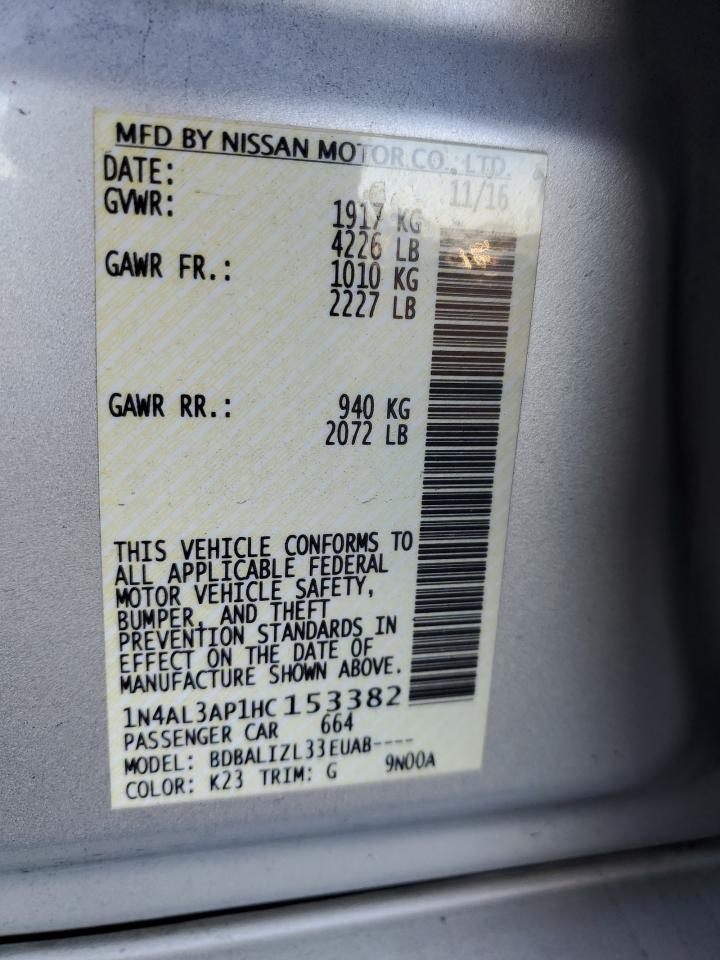 MFD BY NISSAN MOTOR CO., LTD.
DATE: 11/16
GVWR: 1917 KG
4226 LB
GAWR FR.: 1010 KG
2227 LB
GAWR RR.: 940 KG
2072 LB
THIS VEHICLE CONFORMS TO
ALL APPLICABLE FEDERAL
MOTOR VEHICLE SAFETY,
BUMPER, AND THEFT
PREVENTION STANDARDS IN
EFFECT ON THE DATE OF
MANUFACTURE SHOWN ABOVE.
1N4AL3AP1HC153382
PASSENGER CAR 664
MODEL: BDBALIZL33EUAB----
COLOR: K23 TRIM: G 9N00A